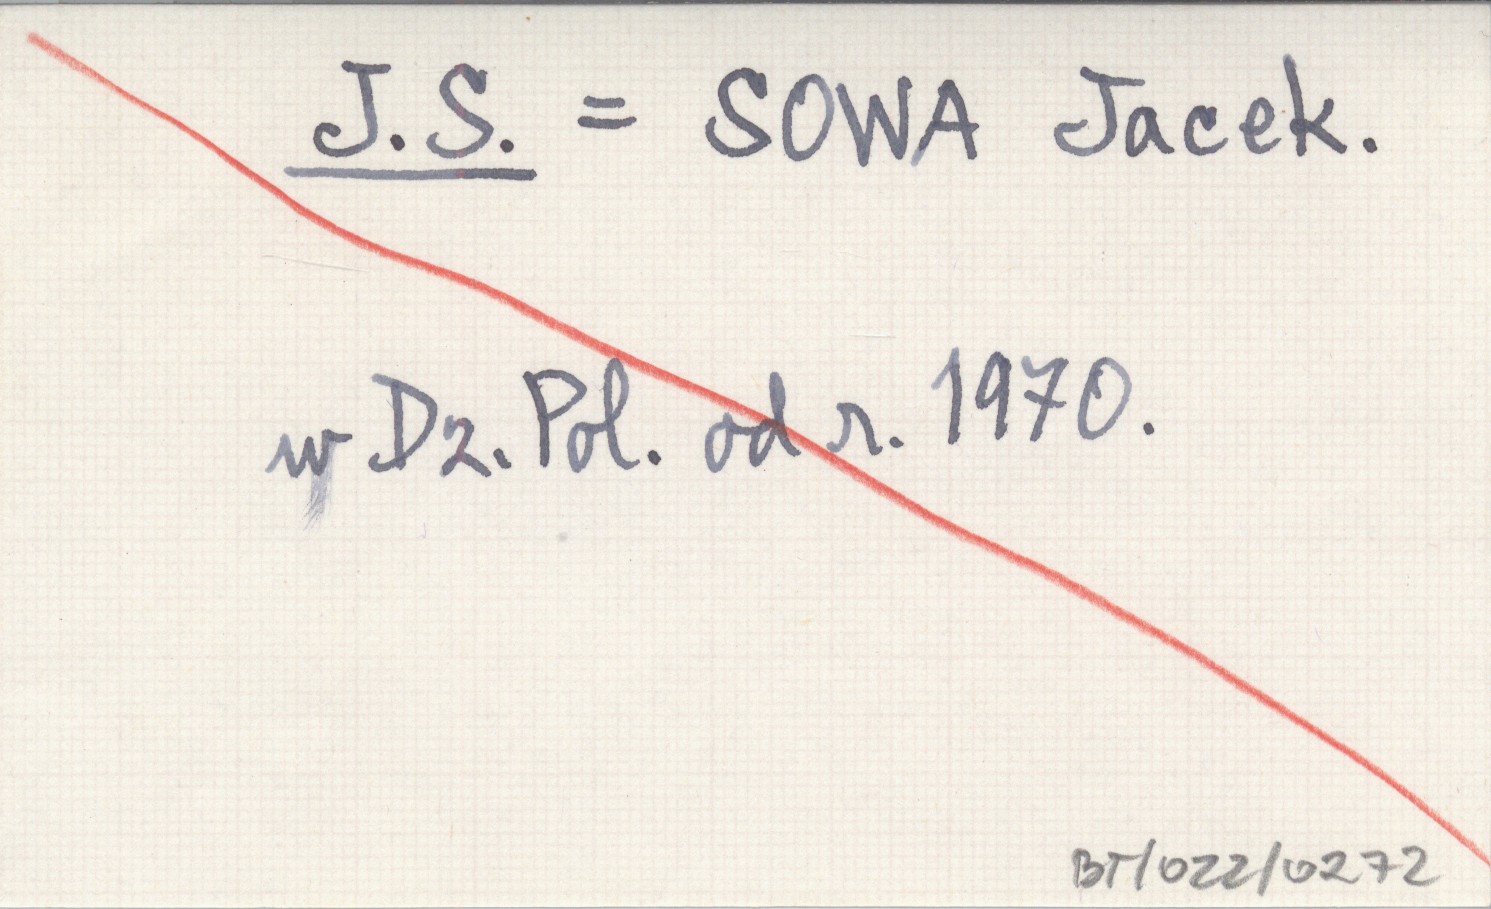 J.S. = SOWA Jacek.
w Dz. Pol. od r. 1970.
BT/022/0272